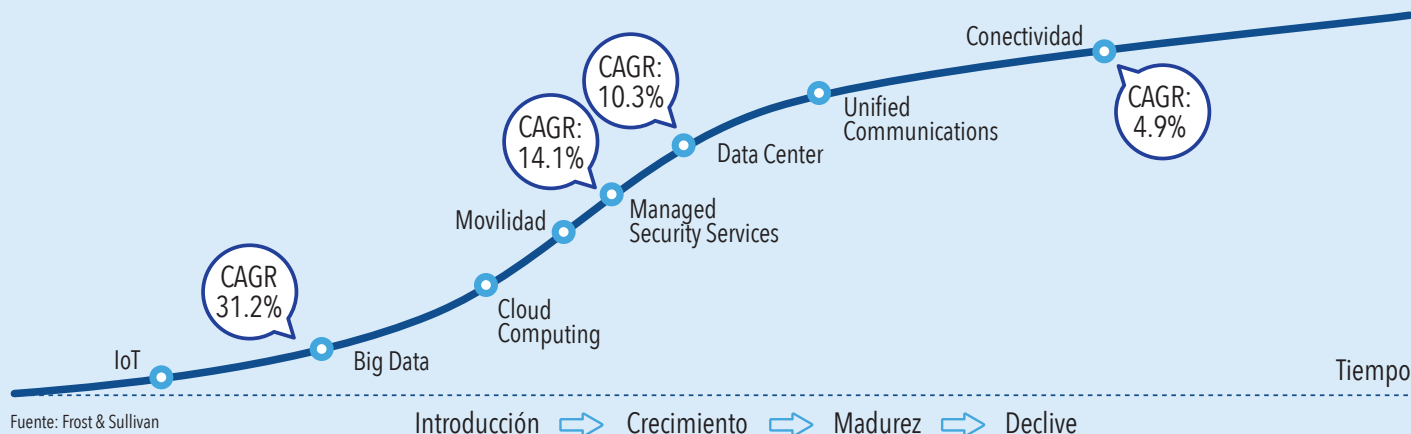 Conectividad
CAGR:
10.3%
CAGR:
4.9%
Unified
Communications
CAGR:
14.1%
Data Center
Movilidad
Managed
Security Services
CAGR
31.2%
Cloud
Computing
IoT
Big Data
Tiempo
Fuente: Frost & Sullivan
Introducción
Crecimiento
Madurez
Declive